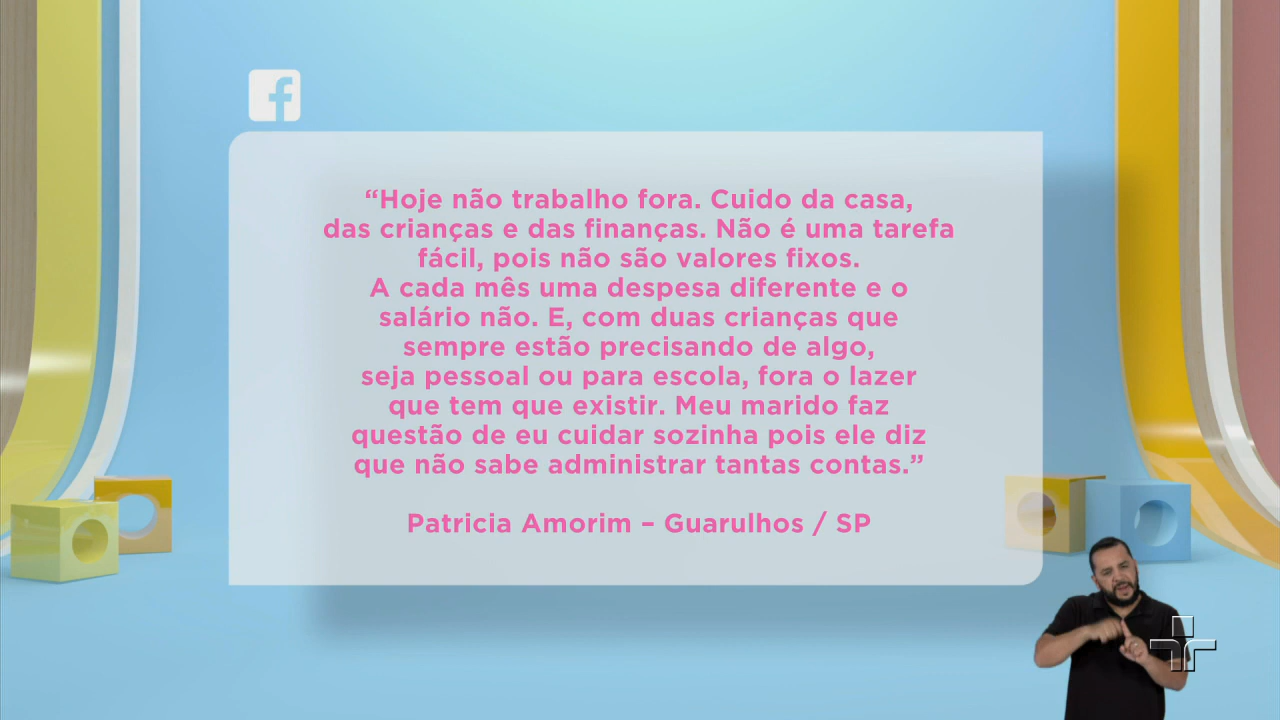 “Hoje não trabalho fora. Cuido da casa,
das crianças e das finanças. Não é uma tarefa
fácil, pois não são valores fixos.
A cada mês uma despesa diferente e o
salário não. E, com duas crianças que
sempre estão precisando de algo,
seja pessoal ou para escola, fora o lazer
que tem que existir. Meu marido faz
questão de eu cuidar sozinha pois ele diz
que não sabe administrar tantas contas.”
Patricia Amorim – Guarulhos / SP